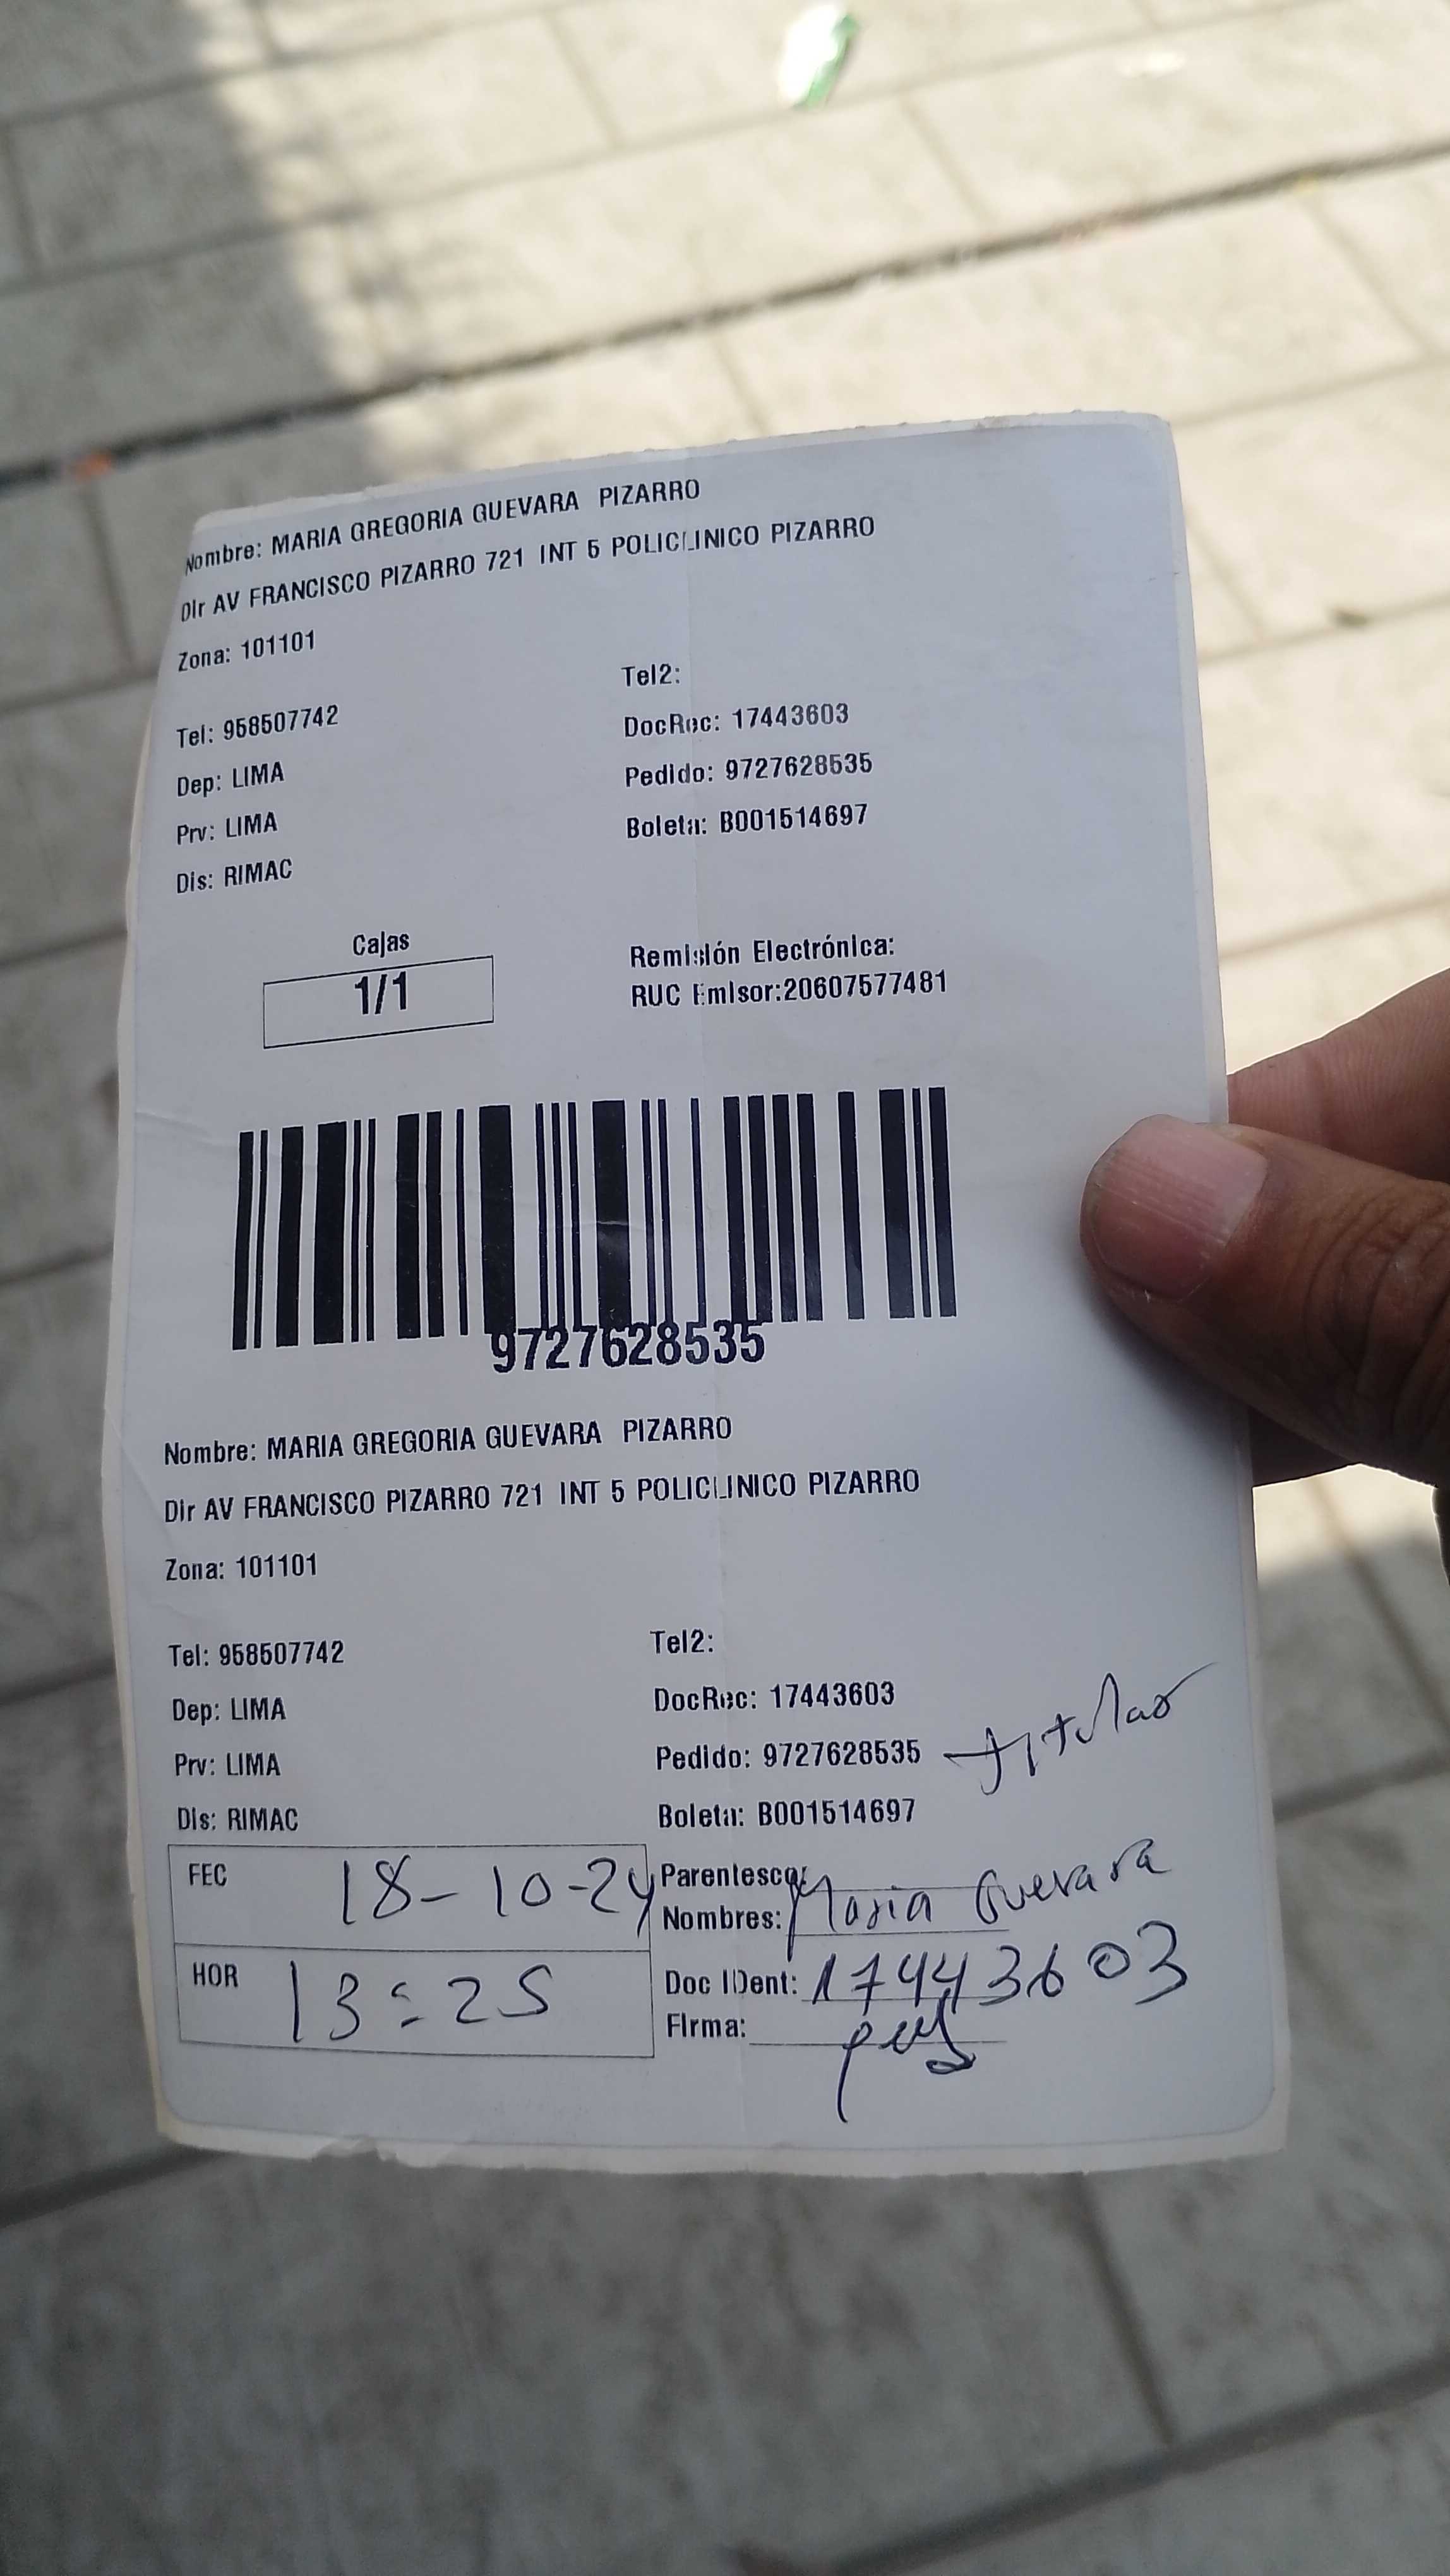 Nombre: MARIA GREGORIA GUEVARA PIZARRO
Dir AV FRANCISCO PIZARRO 721 INT 5 POLICLINICO PIZARRO
Zona: 101101
Tel2:
Tel: 958507742
DocRec: 17443603
Dep: LIMA
Pedido: 9727628535
Prv: LIMA
Boleta: B001514697
Dis: RIMAC
Cajas
1/1
Remisión Electrónica:
RUC Emisor:20607577481
9727628535
Nombre: MARIA GREGORIA GUEVARA PIZARRO
Dir AV FRANCISCO PIZARRO 721 INT 5 POLICLINICO PIZARRO
Zona: 101101
Tel2:
Tel: 958507742
DocRec: 17443603
Dep: LIMA
Pedido: 9727628535 titular
Prv: LIMA
Boleta: B001514697
Dis: RIMAC
FEC 18-10-24
Parentesco:
Nombres: Maria Guevara
HOR 13:25
Doc IDent: 17443603
Firma: